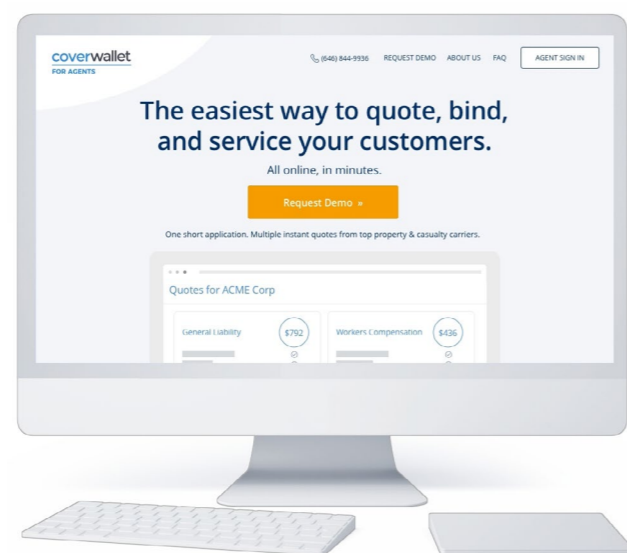 coverwallet
FOR AGENTS
(646) 844-9936 REQUEST DEMO ABOUT US FAQ AGENT SIGN IN
The easiest way to quote, bind,
and service your customers.
All online, in minutes.
Request Demo »
One short application. Multiple instant quotes from top property & casualty carriers.
Quotes for ACME Corp
General Liability $792 Workers Compensation $436